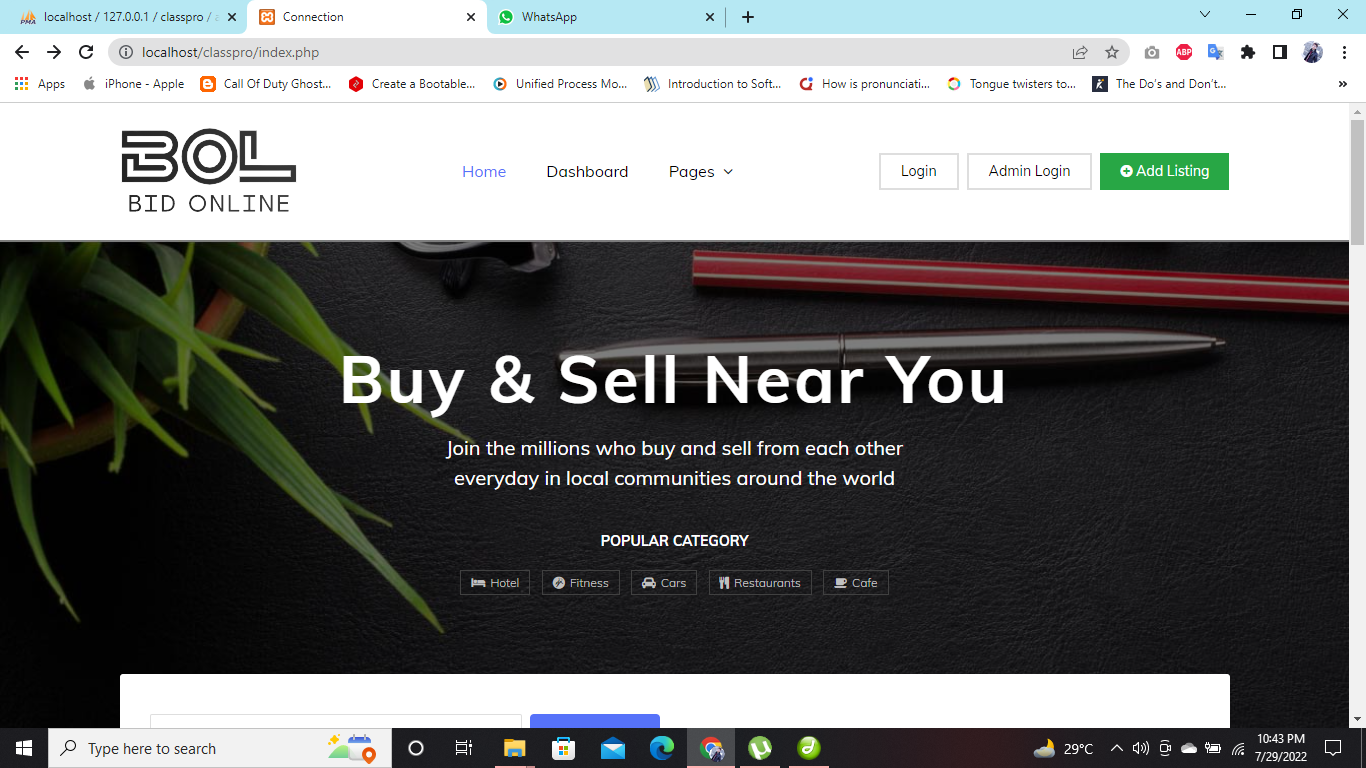 localhost / 127.0.0.1 / classpro /
Connection
WhatsApp
localhost/classpro/index.php
Apps
iPhone - Apple
Call Of Duty Ghost...
Create a Bootable...
Unified Process Mo...
Introduction to Soft...
How is pronunciati...
Tongue twisters to...
The Do's and Don't...
BOL
BID ONLINE
Home
Dashboard
Pages
Login
Admin Login
Add Listing
Buy & Sell Near You
Join the millions who buy and sell from each other
everyday in local communities around the world
POPULAR CATEGORY
Hotel
Fitness
Cars
Restaurants
Cafe
Type here to search
29°C
10:43 PM
7/29/2022